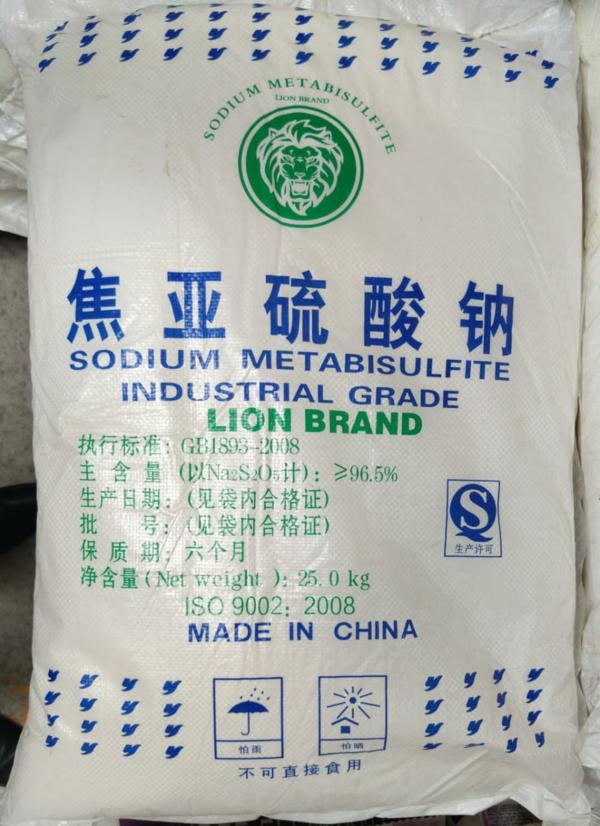 SODIUM METABISULFITE
LION BRAND
焦亚硫酸钠
SODIUM METABISULFITE
INDUSTRIAL GRADE
LION BRAND
执行标准：GB1893-2008
主含量（以Na₂S₂O₅计）：≥96.5%
生产日期：（见袋内合格证）
批 号：（见袋内合格证）
保质期：六个月
净含量（Net weight ）：25.0 kg
ISO 9002：2008
MADE IN CHINA
生产许可
怕雨
怕晒
不可直接食用